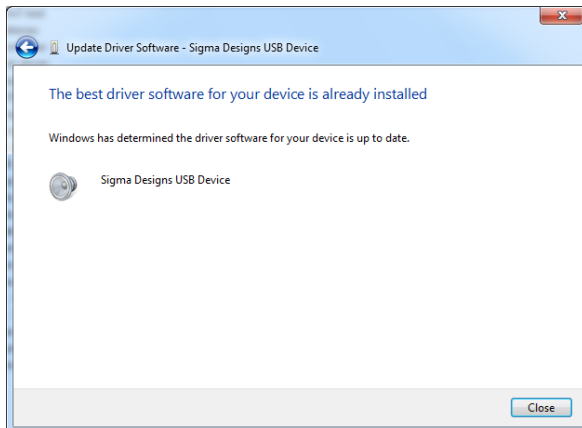 Update Driver Software - Sigma Designs USB Device
The best driver software for your device is already installed
Windows has determined the driver software for your device is up to date.
Sigma Designs USB Device
Close